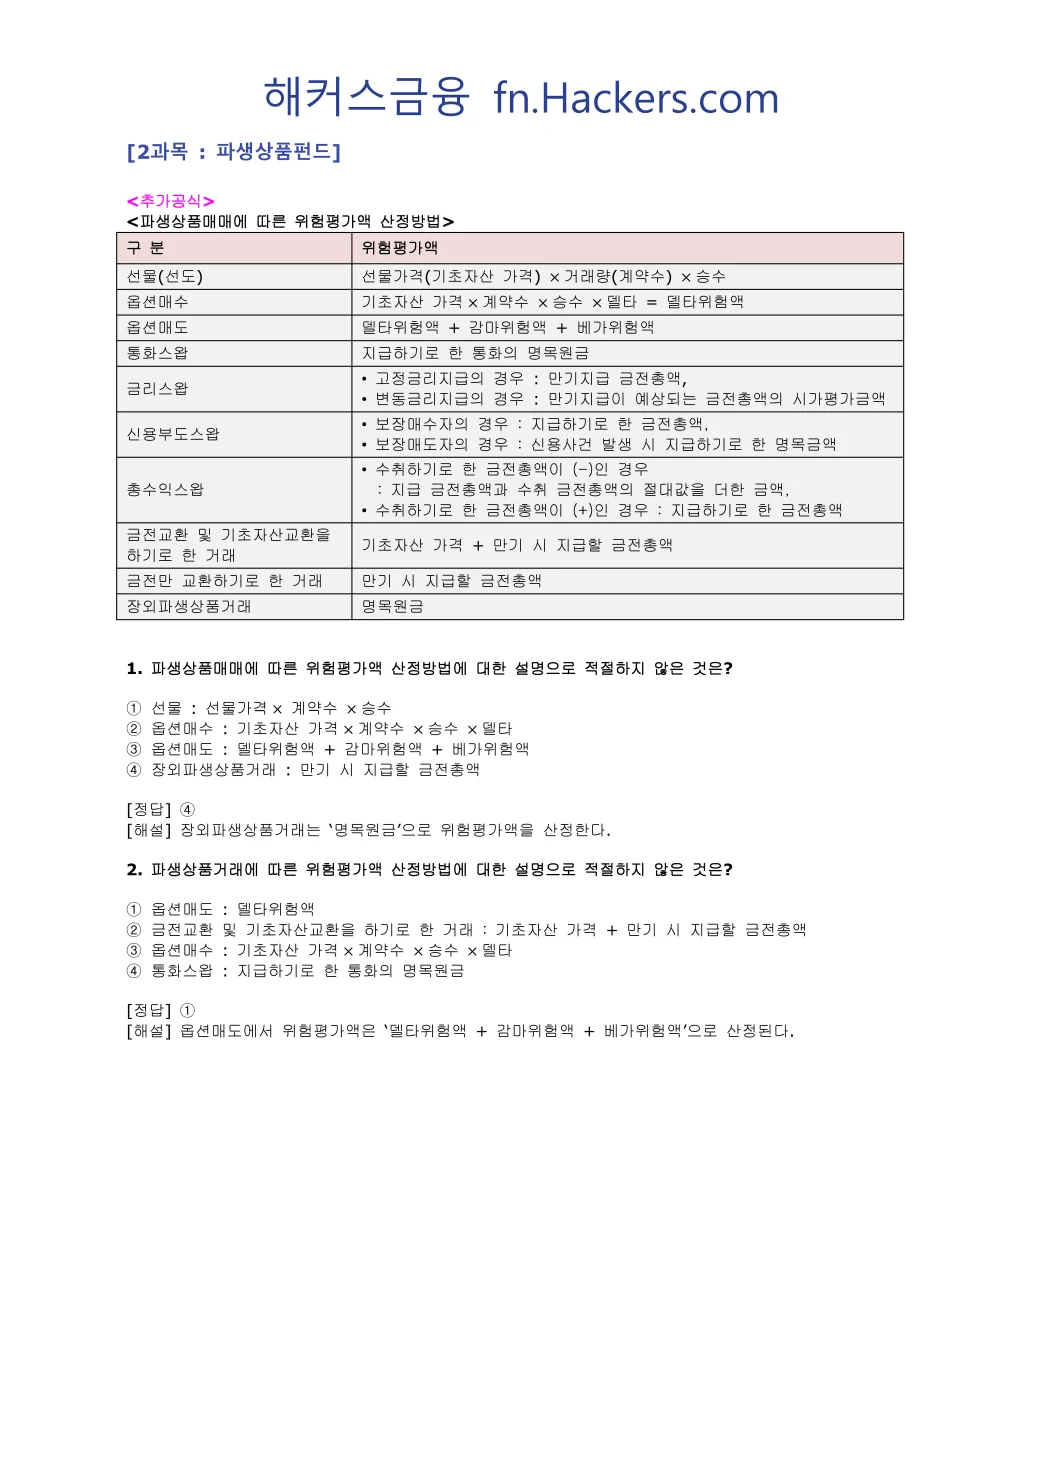 해커스금융 fn.Hackers.com
[2과목 : 파생상품펀드]
<추가공식>
<파생상품매매에 따른 위험평가액 산정방법>
구 분 위험평가액
선물(선도) 선물가격(기초자산 가격) ×거래량(계약수) ×승수
옵션매수 기초자산 가격×계약수 ×승수 ×델타 = 델타위험액
옵션매도 델타위험액 + 감마위험액 + 베가위험액
통화스왑 지급하기로 한 통화의 명목원금
금리스왑
• 고정금리지급의 경우 : 만기지급 금전총액,
• 변동금리지급의 경우 : 만기지급이 예상되는 금전총액의 시가평가금액
신용부도스왑
• 보장매수자의 경우 : 지급하기로 한 금전총액,
• 보장매도자의 경우 : 신용사건 발생 시 지급하기로 한 명목금액
총수익스왑
• 수취하기로 한 금전총액이 (-)인 경우
: 지급 금전총액과 수취 금전총액의 절대값을 더한 금액,
• 수취하기로 한 금전총액이 (+)인 경우 : 지급하기로 한 금전총액
금전교환 및 기초자산교환을
하기로 한 거래
기초자산 가격 + 만기 시 지급할 금전총액
금전만 교환하기로 한 거래 만기 시 지급할 금전총액
장외파생상품거래 명목원금
1. 파생상품매매에 따른 위험평가액 산정방법에 대한 설명으로 적절하지 않은 것은?
① 선물 : 선물가격× 계약수 ×승수
② 옵션매수 : 기초자산 가격×계약수 ×승수 ×델타
③ 옵션매도 : 델타위험액 + 감마위험액 + 베가위험액
④ 장외파생상품거래 : 만기 시 지급할 금전총액
[정답] ④
[해설] 장외파생상품거래는 ‘명목원금’으로 위험평가액을 산정한다.
2. 파생상품거래에 따른 위험평가액 산정방법에 대한 설명으로 적절하지 않은 것은?
① 옵션매도 : 델타위험액
② 금전교환 및 기초자산교환을 하기로 한 거래 : 기초자산 가격 + 만기 시 지급할 금전총액
③ 옵션매수 : 기초자산 가격×계약수 ×승수 ×델타
④ 통화스왑 : 지급하기로 한 통화의 명목원금
[정답] ①
[해설] 옵션매도에서 위험평가액은 ‘델타위험액 + 감마위험액 + 베가위험액’으로 산정된다.